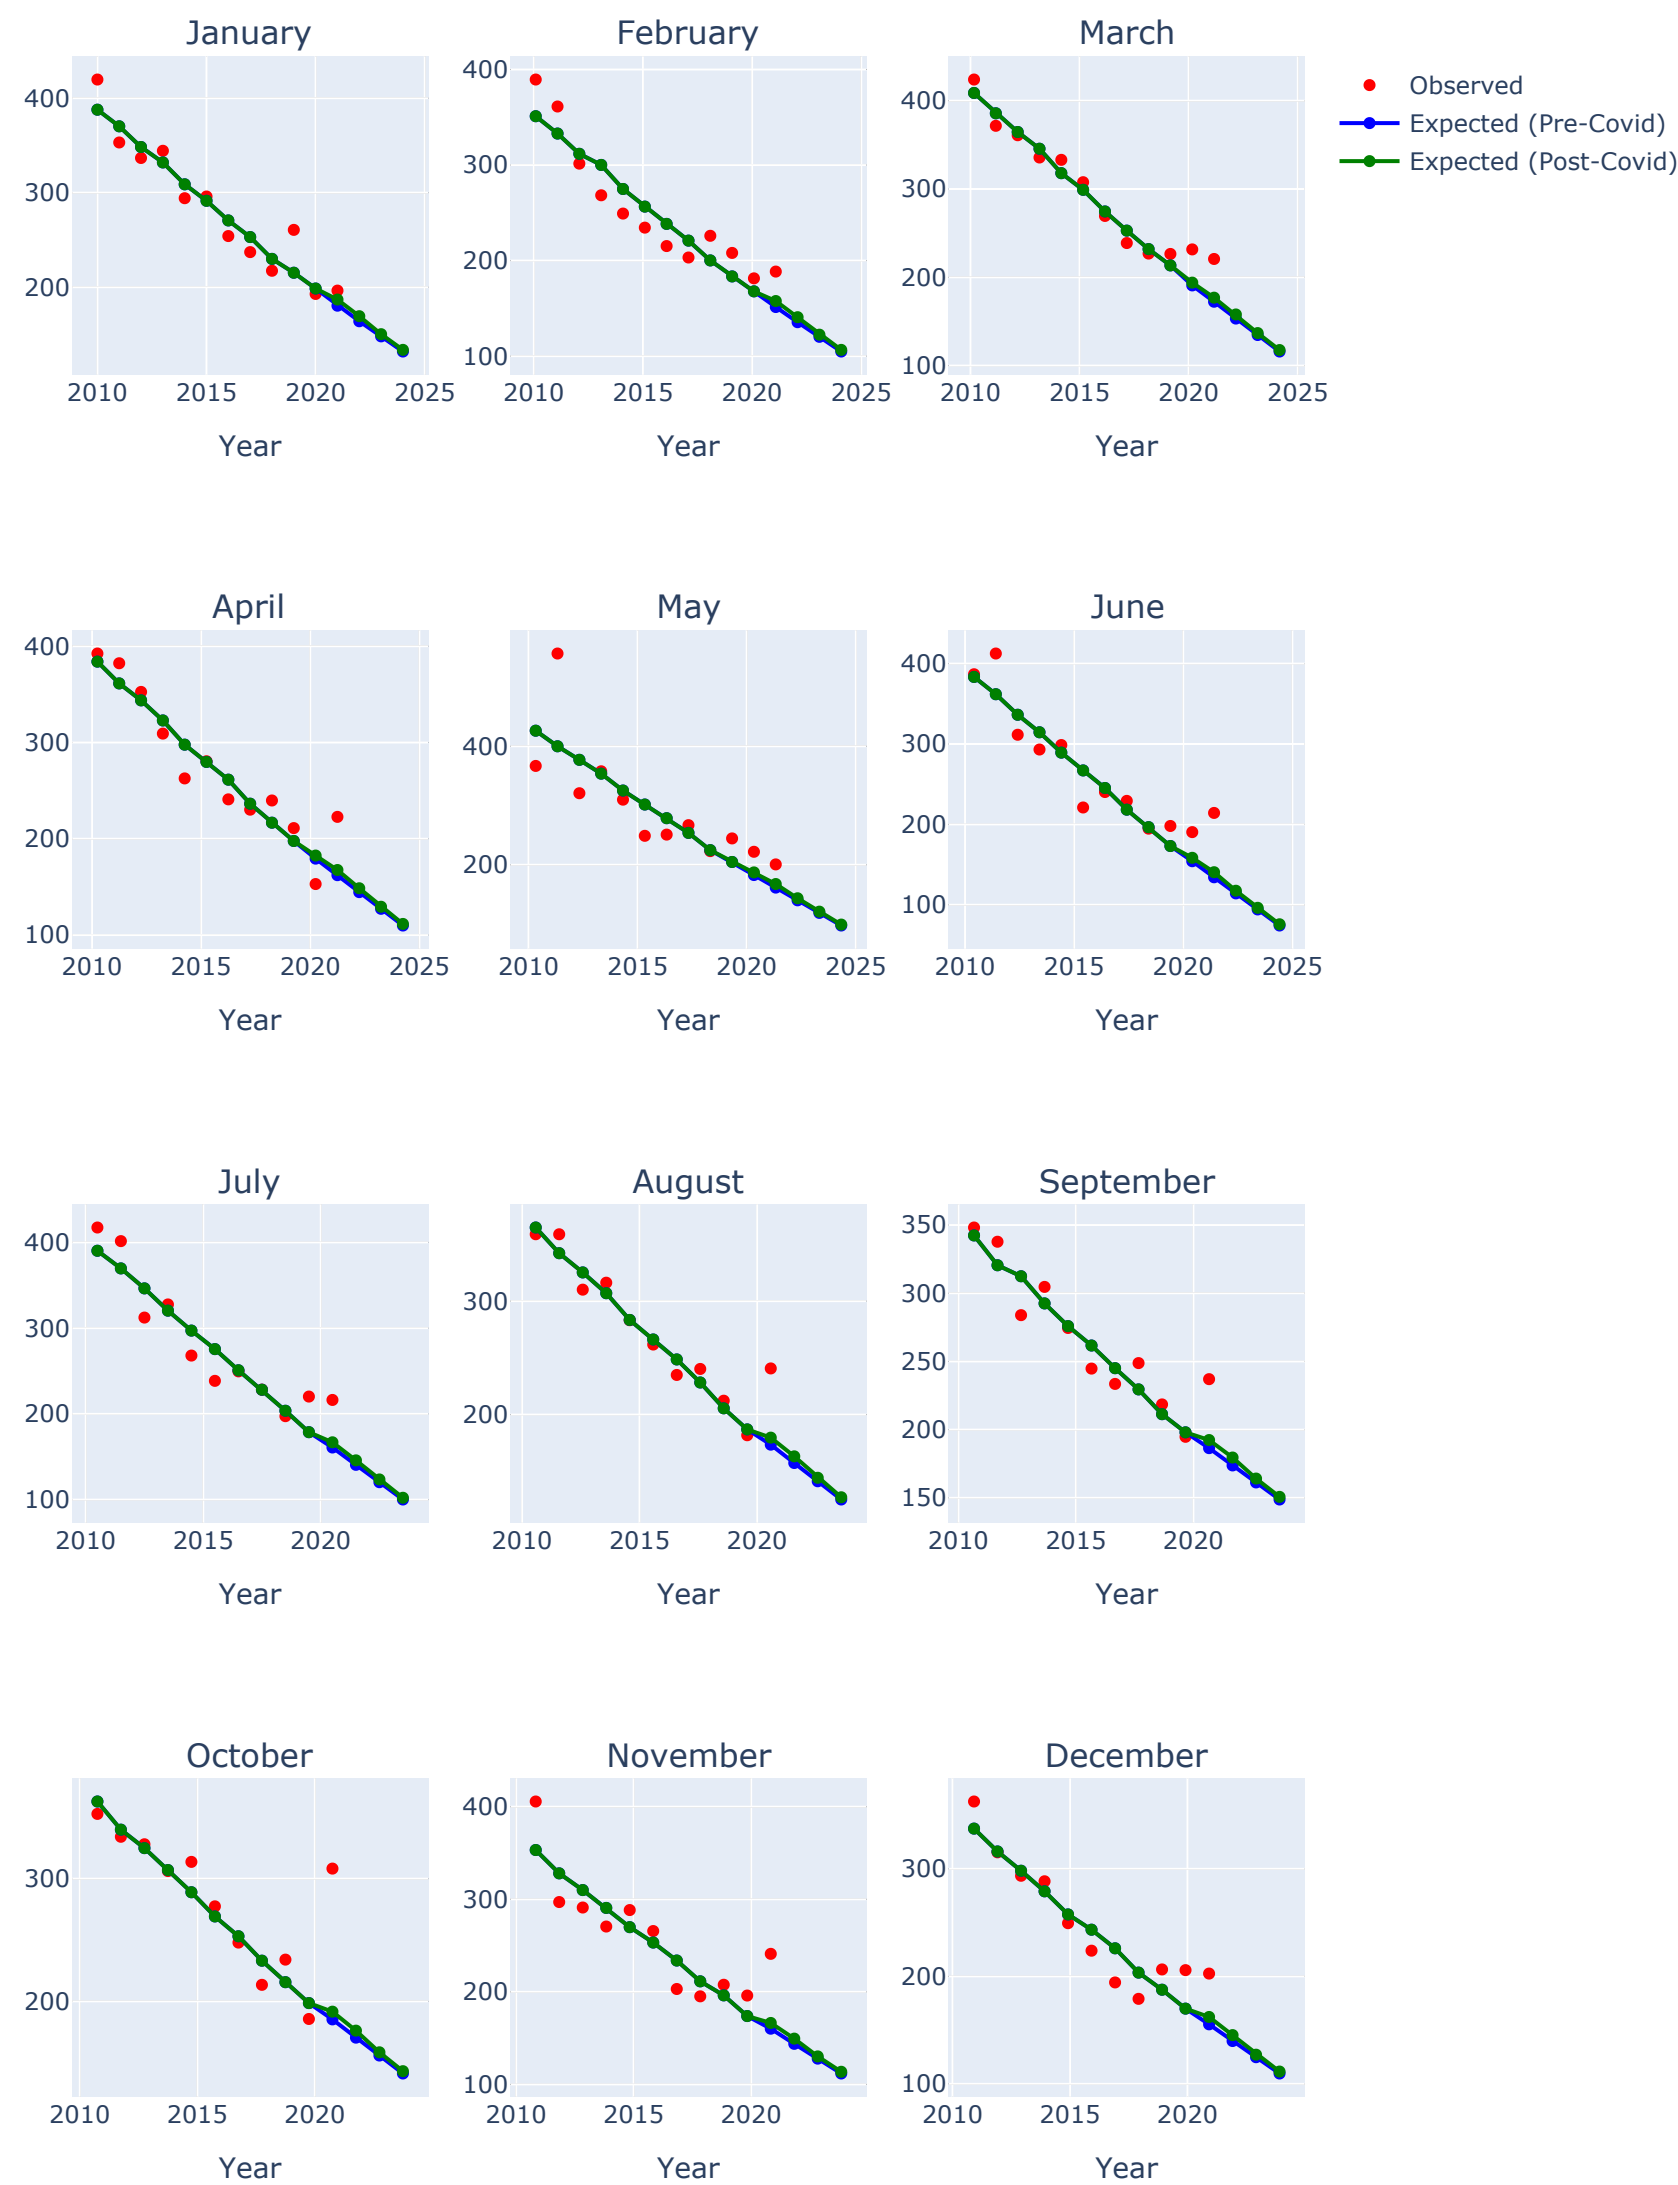 January February March
Observed
Expected (Pre-Covid)
Expected (Post-Covid)
400
300
200
2010 2015 2020 2025
Year
400
300
200
100
2010 2015 2020 2025
Year
400
300
200
100
2010 2015 2020 2025
Year
April May June
400
300
200
100
2010 2015 2020 2025
Year
400
200
2010 2015 2020 2025
Year
400
300
200
100
2010 2015 2020 2025
Year
July August September
400
300
200
100
2010 2015 2020
Year
300
200
2010 2015 2020
Year
350
300
250
200
150
2010 2015 2020
Year
October November December
300
200
2010 2015 2020
Year
400
300
200
100
2010 2015 2020
Year
300
200
100
2010 2015 2020
Year